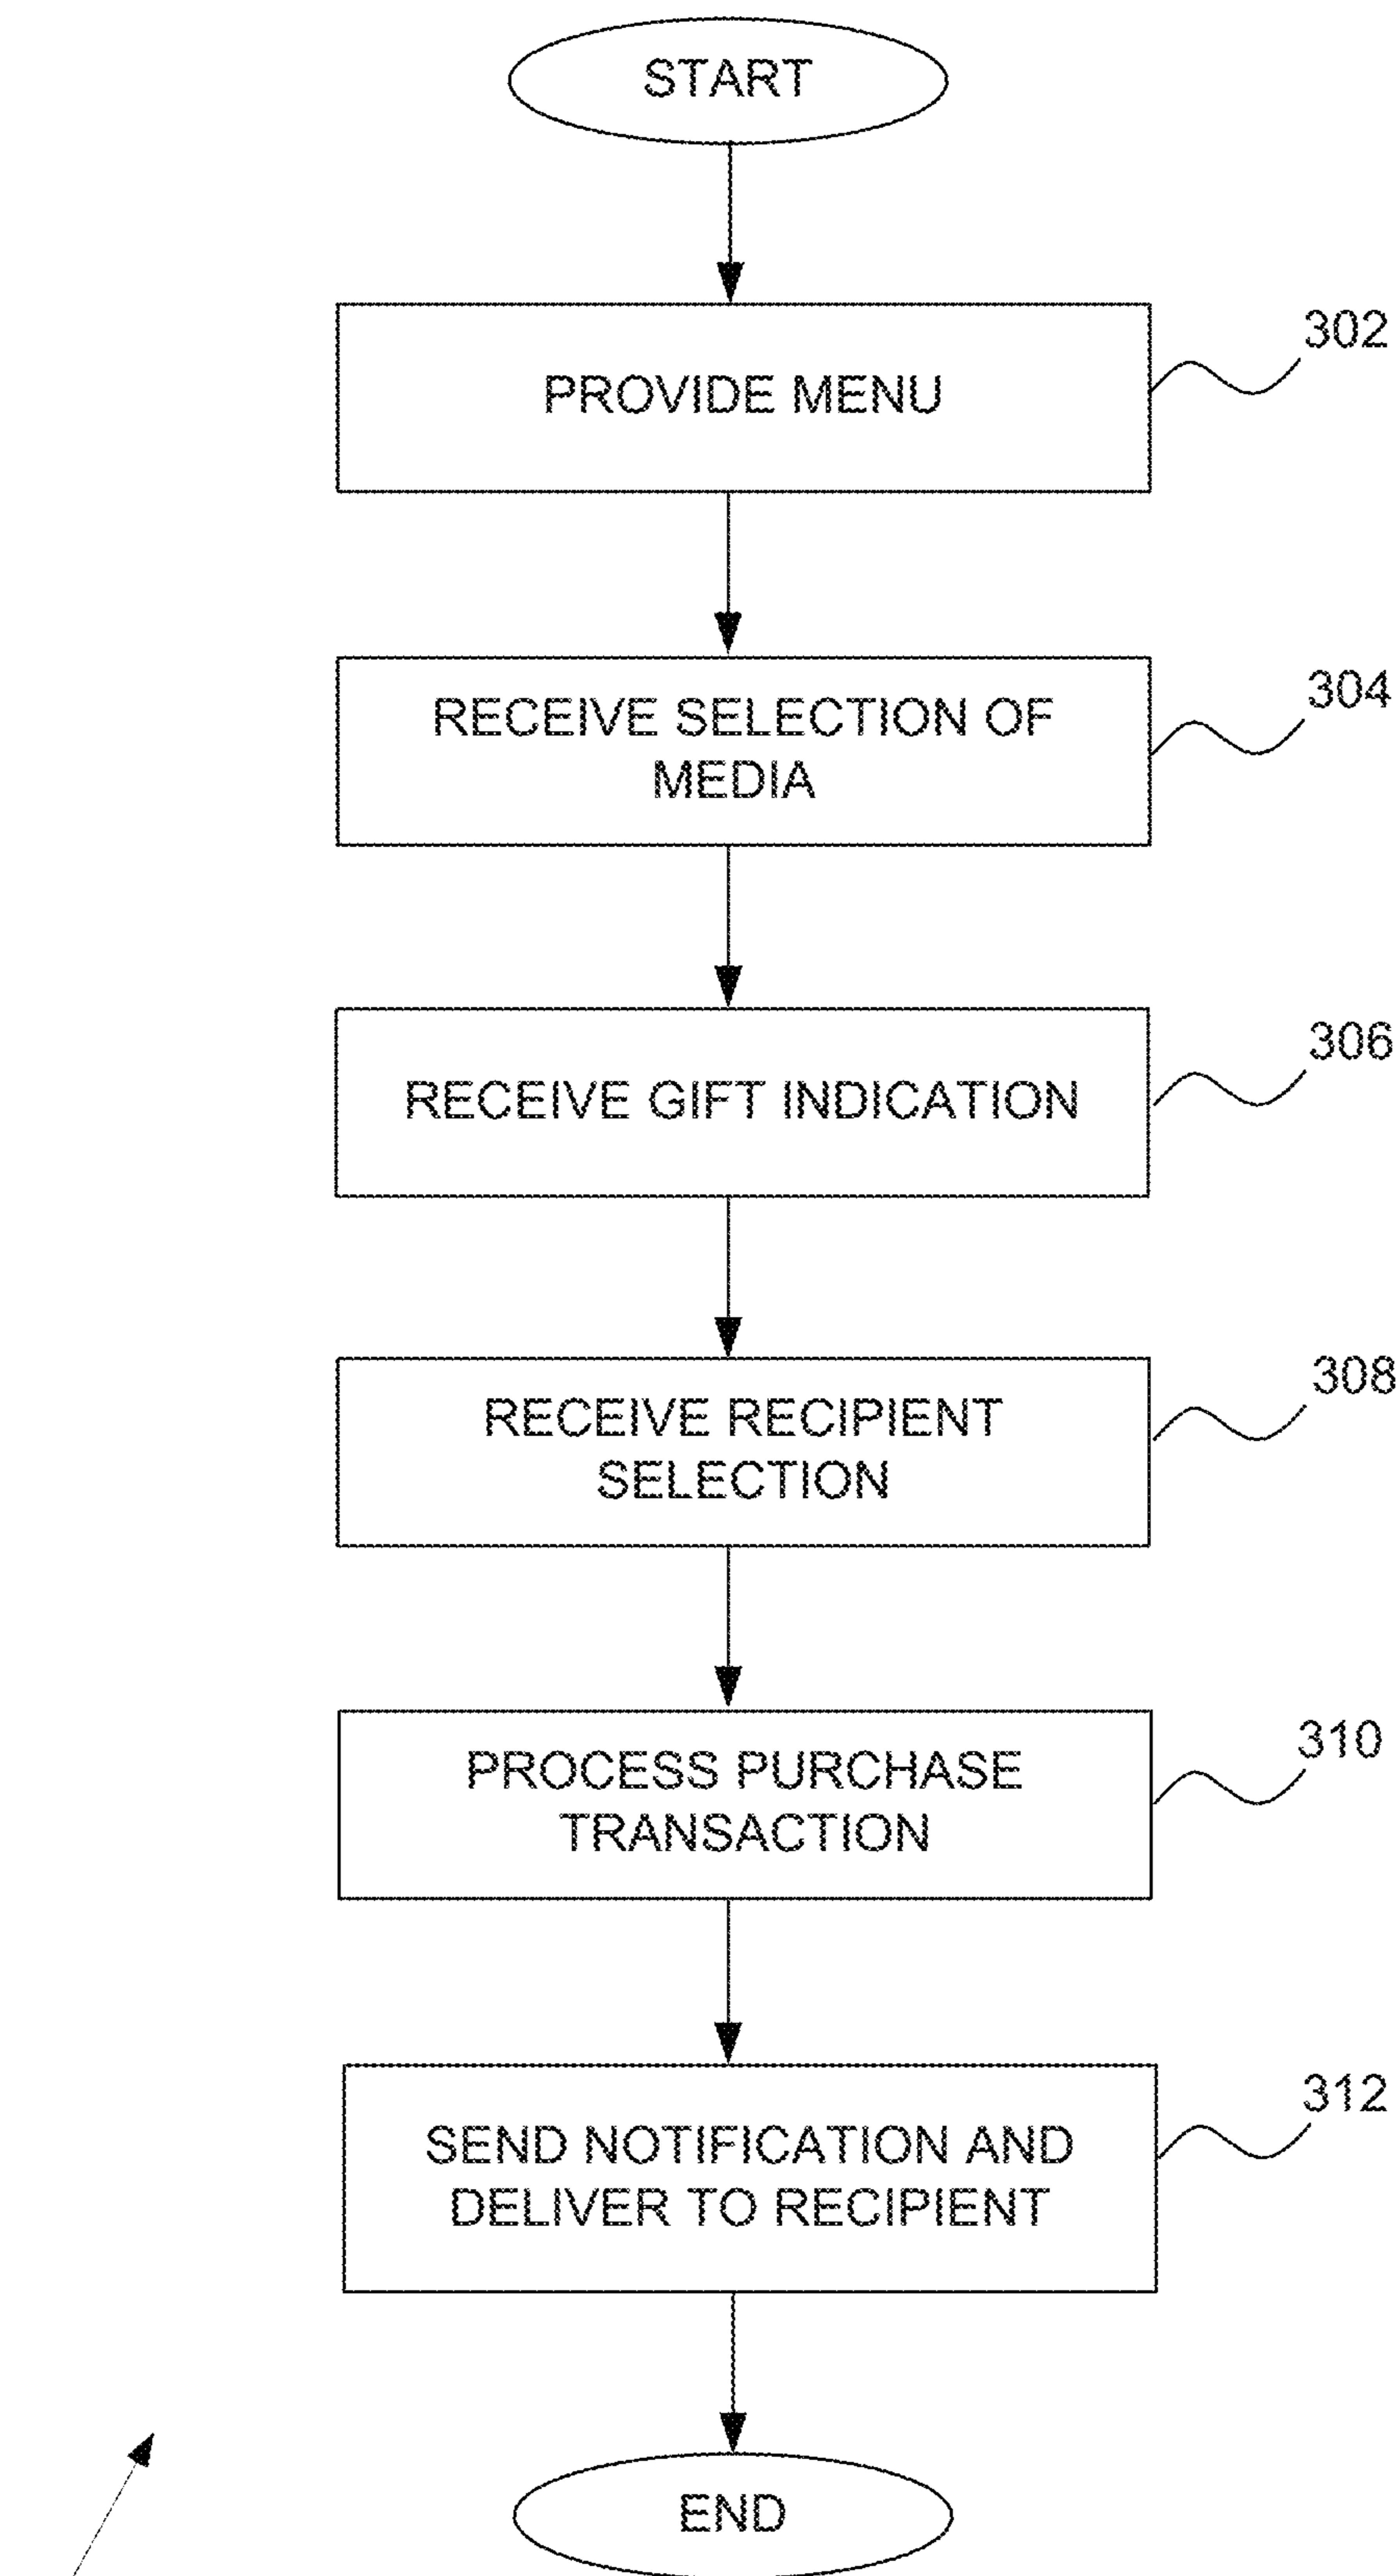 START
PROVIDE MENU
302
RECEIVE SELECTION OF
MEDIA
304
RECEIVE GIFT INDICATION
306
RECEIVE RECIPIENT
SELECTION
308
PROCESS PURCHASE
TRANSACTION
310
SEND NOTIFICATION AND
DELIVER TO RECIPIENT
312
END